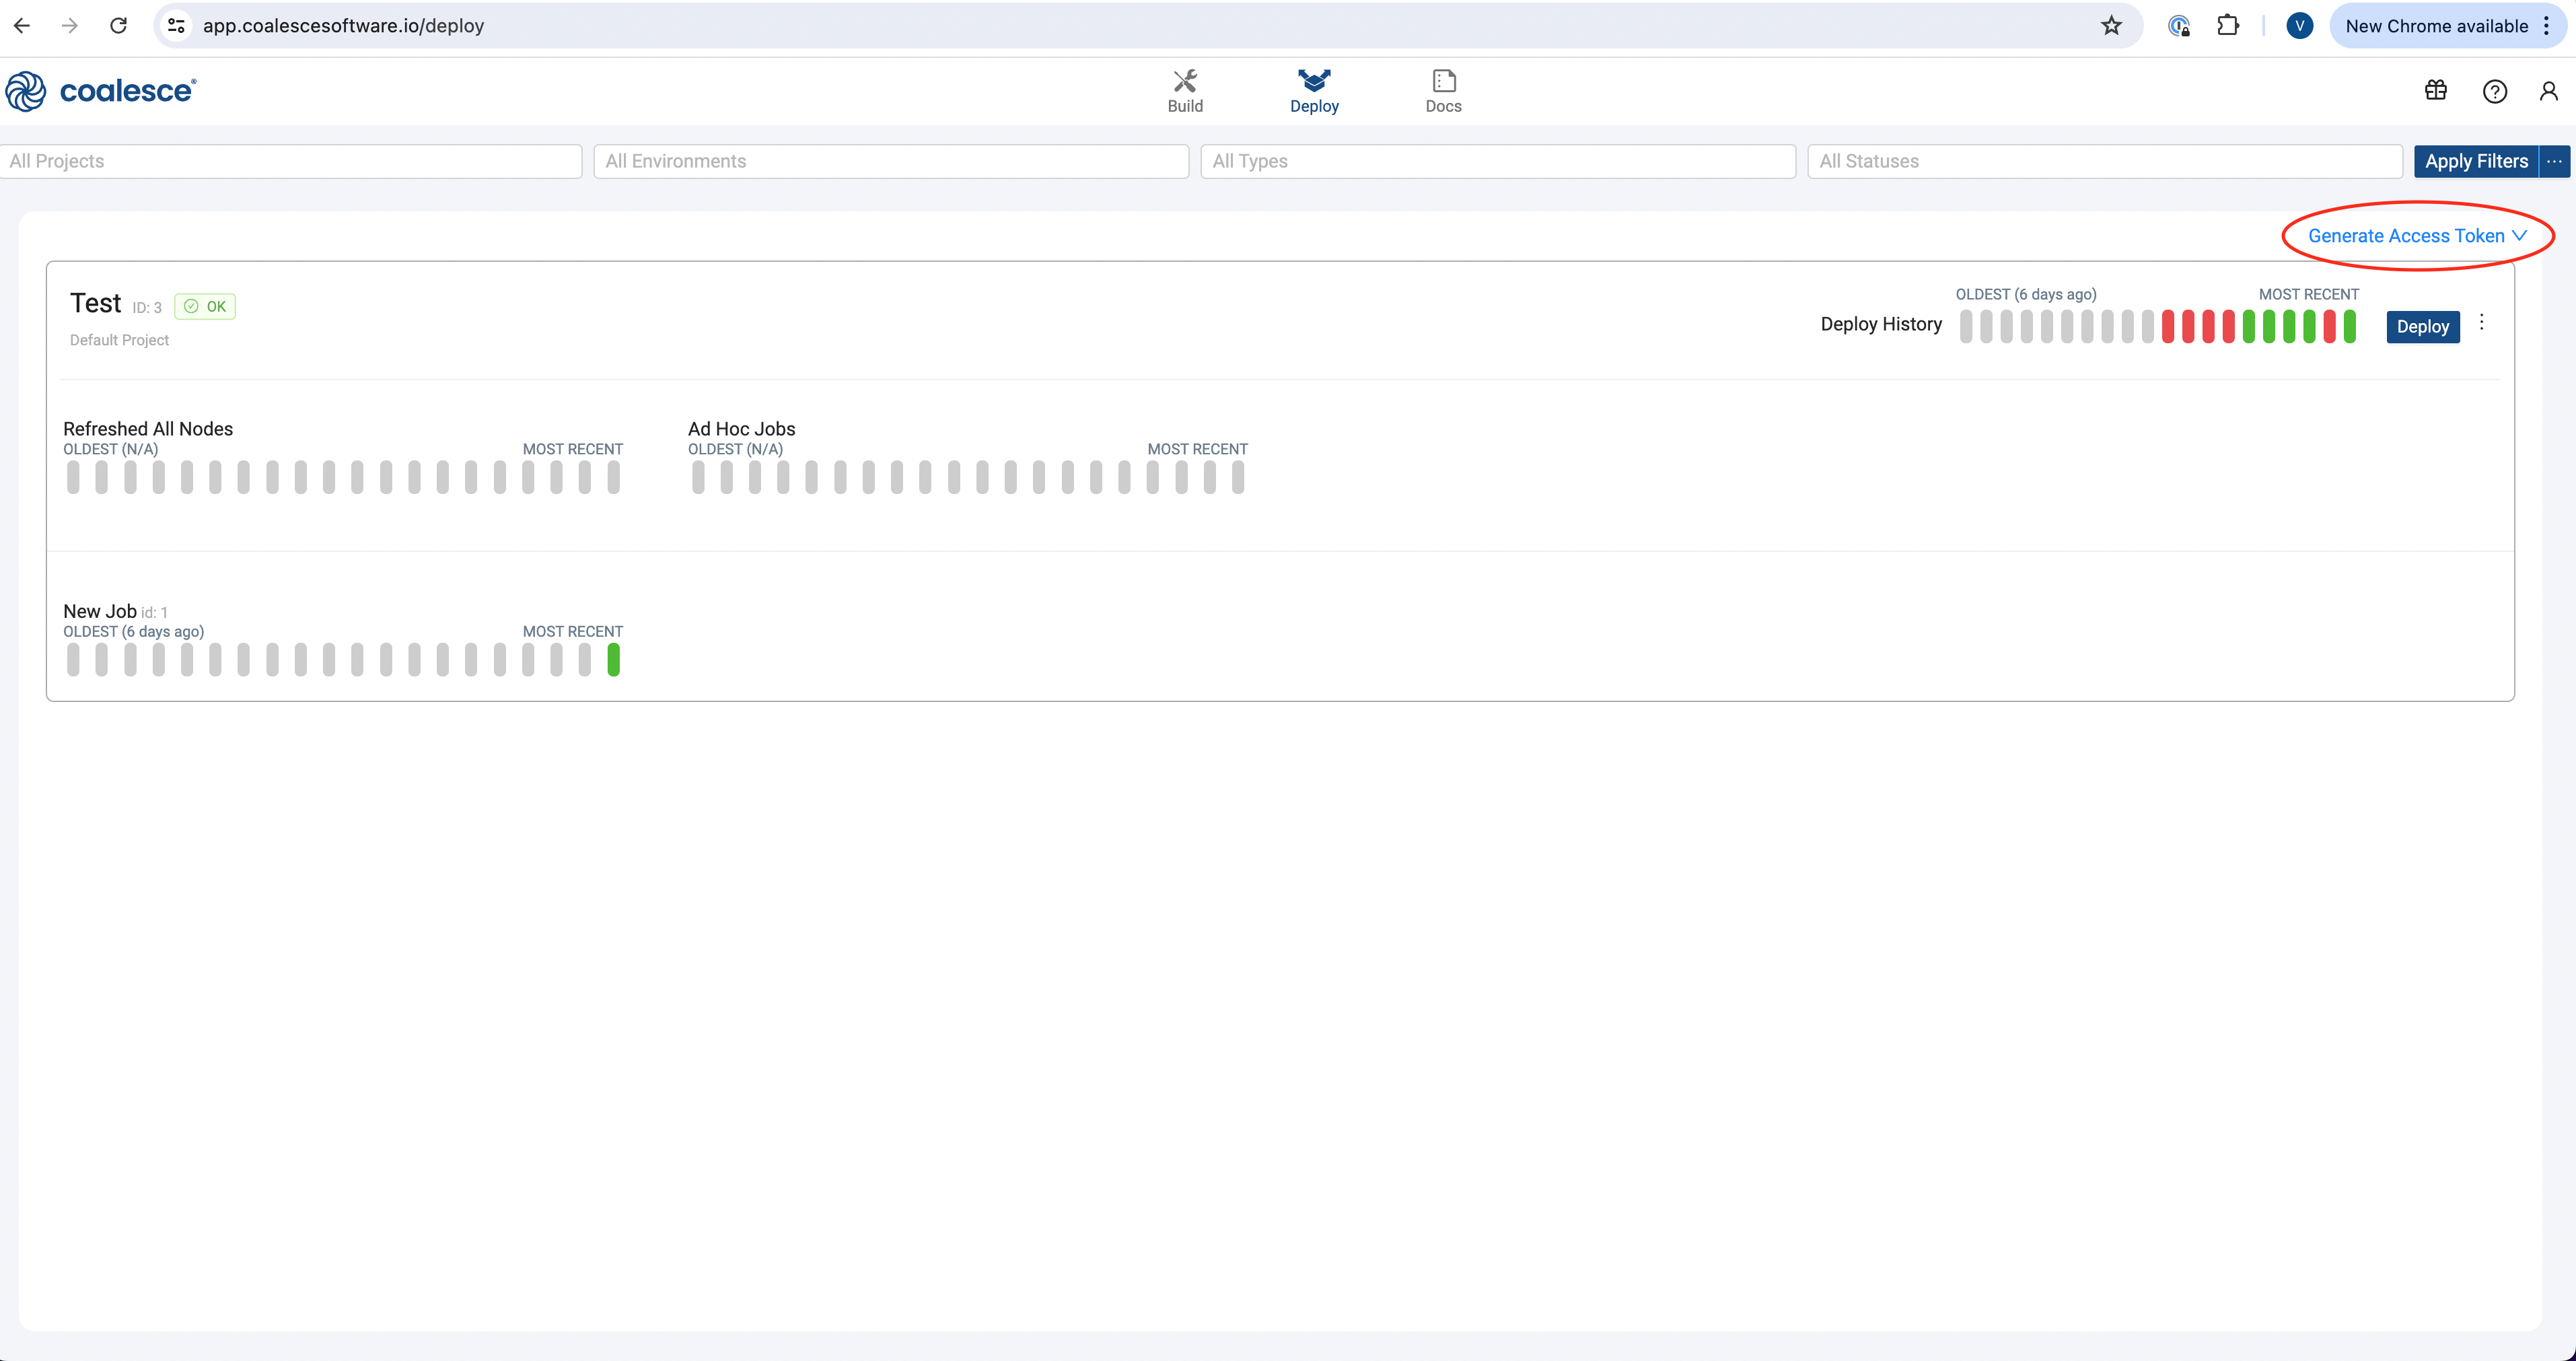 app.coalescesoftware.io/deploy
V
New Chrome available
coalesce®
Build
Deploy
Docs
All Projects
All Environments
All Types
All Statuses
Apply Filters ···
Generate Access Token
Test ID: 3 OK
Default Project
Deploy History
OLDEST (6 days ago) MOST RECENT
Deploy
Refreshed All Nodes
OLDEST (N/A) MOST RECENT
Ad Hoc Jobs
OLDEST (N/A) MOST RECENT
New Job id: 1
OLDEST (6 days ago) MOST RECENT